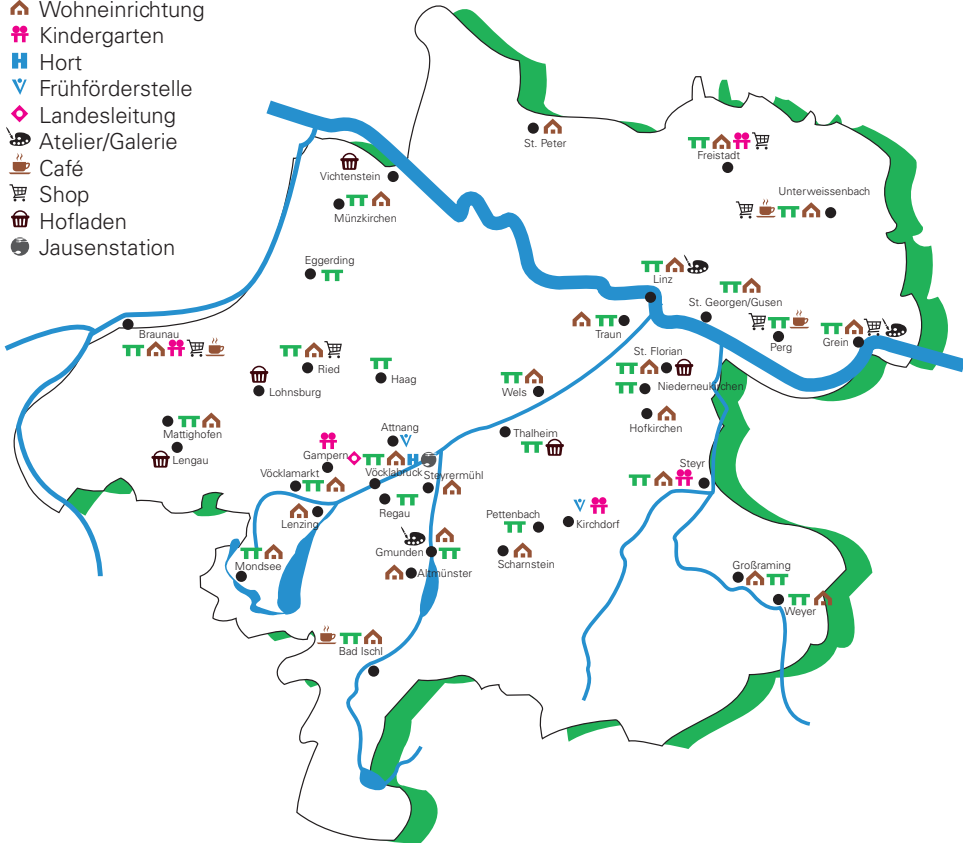 Wohneinrichtung
Kindergarten
Hort
Frühförderstelle
Landesleitung
Atelier/Galerie
Café
Shop
Hofladen
Jausenstation
St. Peter
Freistadt
Vichtenstein
Unterweissenbach
Münzkirchen
Eggerding
Linz
St. Georgen/Gusen
Braunau
Traun
Perg
Grein
St. Florian
Ried
Haag
Niederneukirchen
Lohnsburg
Wels
Hofkirchen
Mattighofen
Attnang
Thalheim
Lengau
Gampern
Vöcklamarkt
Vöcklabruck
Steyrermühl
Steyr
Regau
Lenzing
Pettenbach
Kirchdorf
Gmunden
Scharnstein
Mondsee
Altmünster
Großraming
Weyer
Bad Ischl